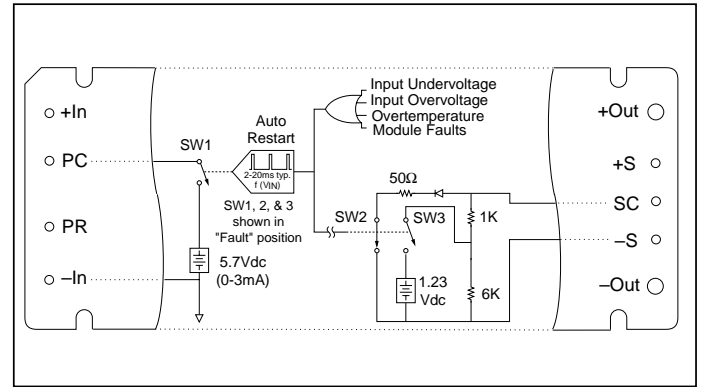 +In
PC
PR
–In
SW1
Auto
Restart
2-20ms typ.
f (VIN)
SW1, 2, & 3
shown in
"Fault" position
5.7Vdc
(0-3mA)
Input Undervoltage
Input Overvoltage
Overtemperature
Module Faults
50Ω
SW2
SW3
1K
1.23
Vdc
6K
+Out
+S
SC
–S
–Out